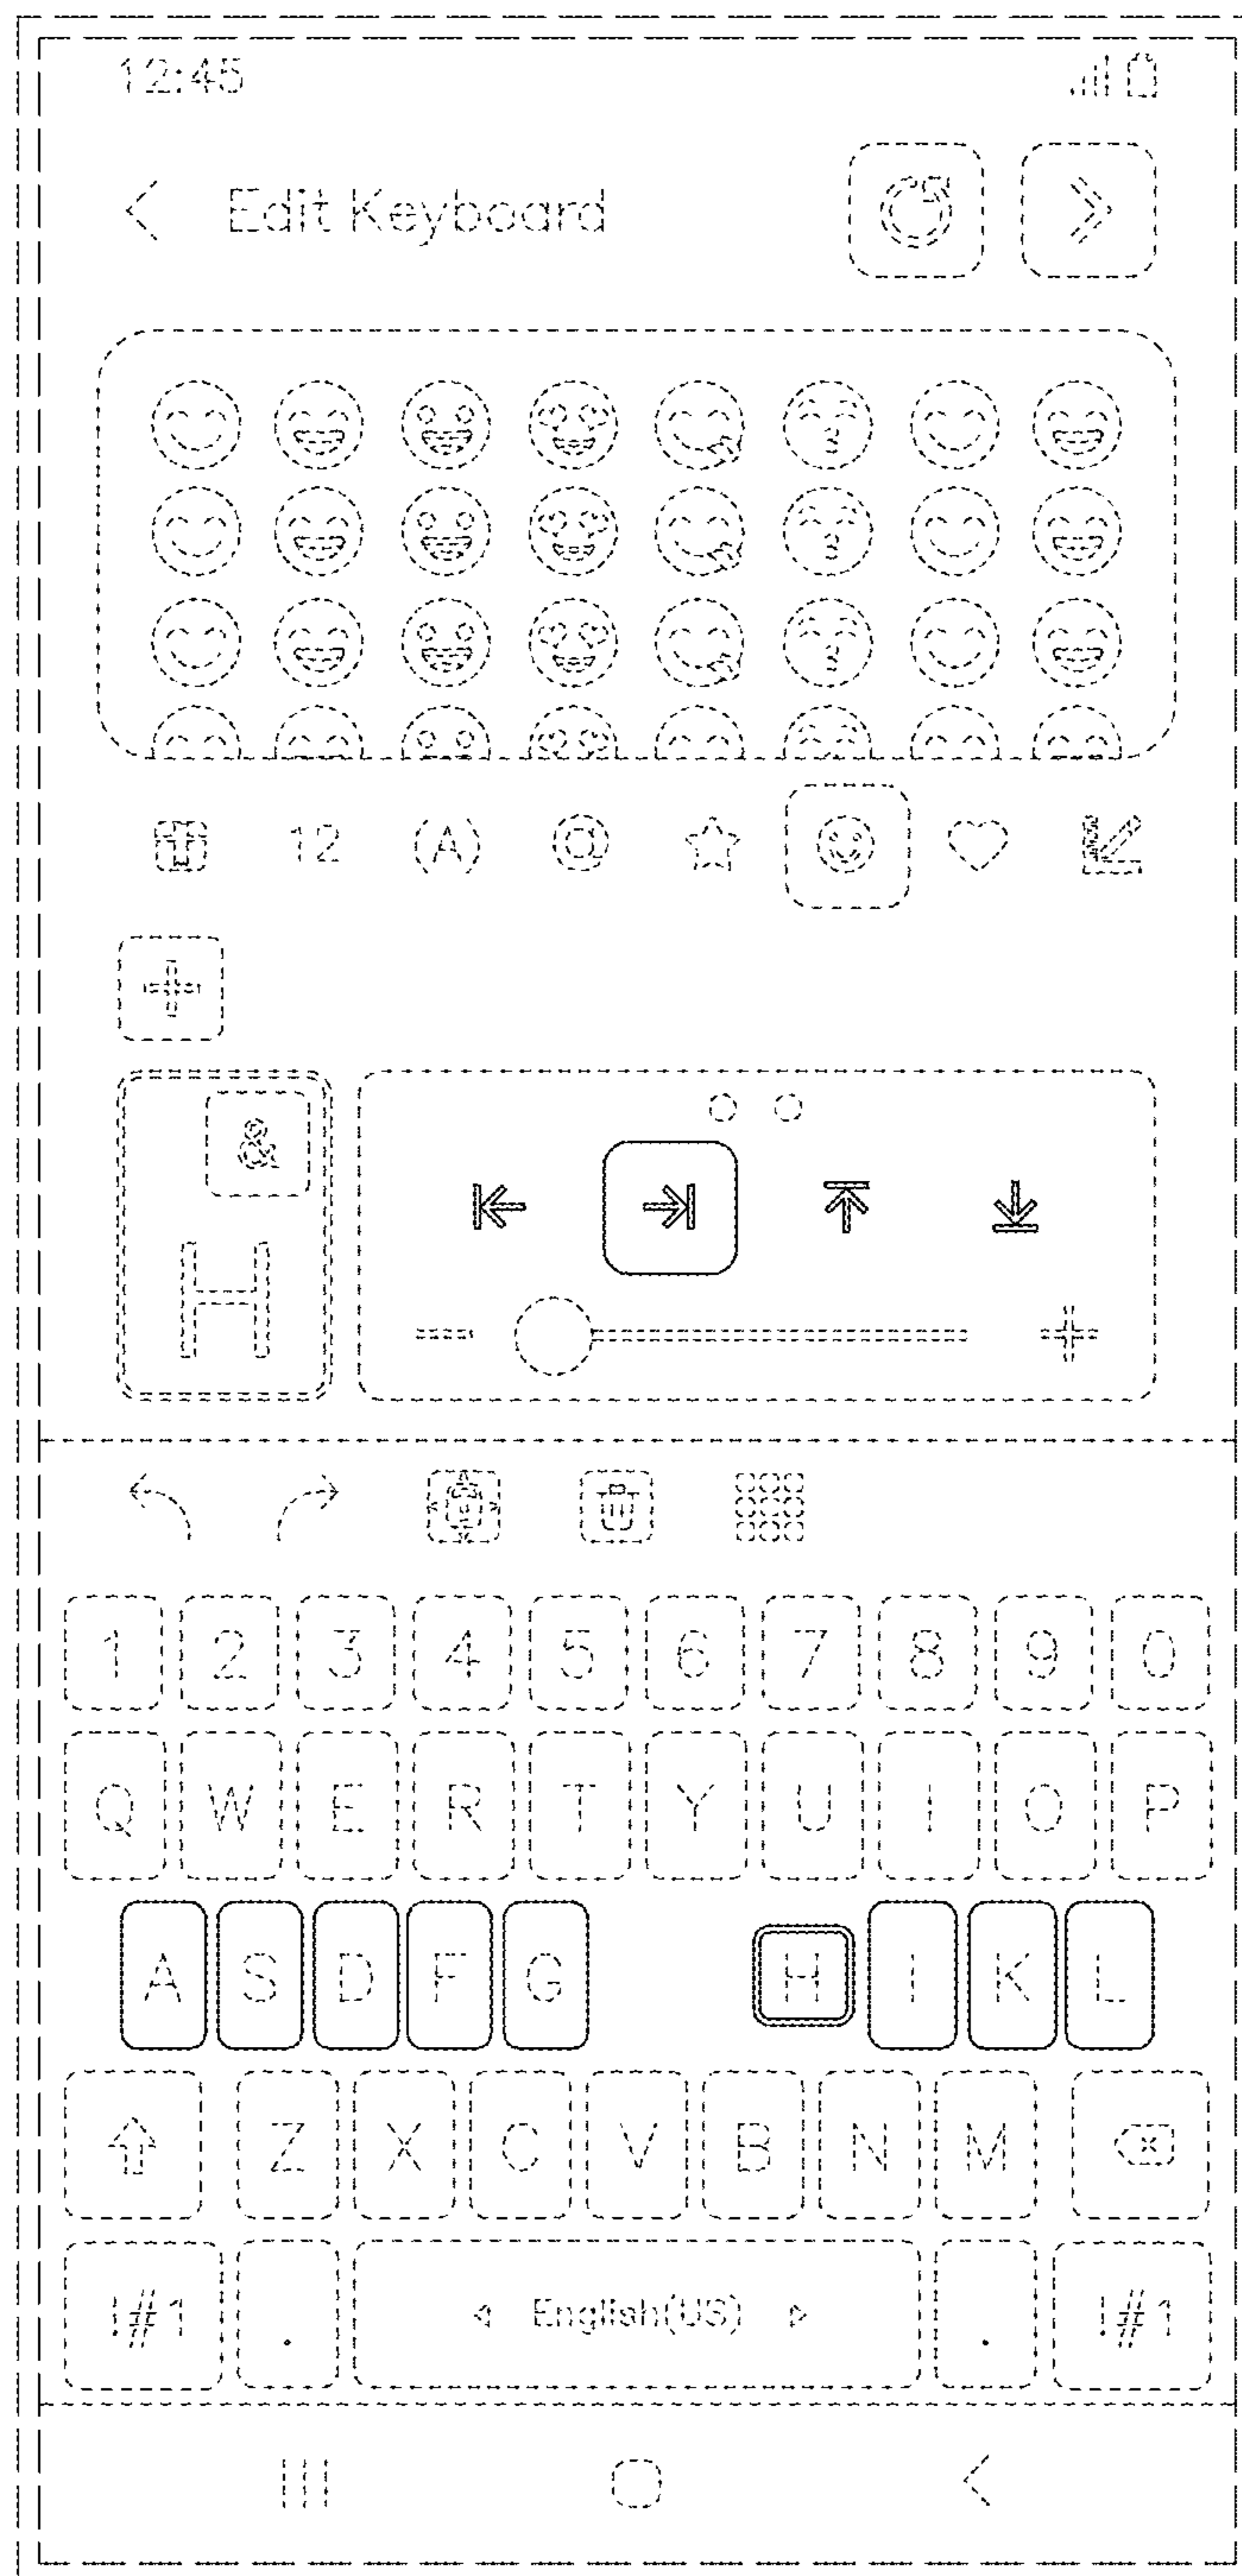 12:45
Edit Keyboard
12 (A) @
&
H
1 2 3 4 5 6 7 8 9 0
Q W E R T Y U I O P
A S D F G H I K L
Z X C V B N M
!#1 . English(US) . !#1